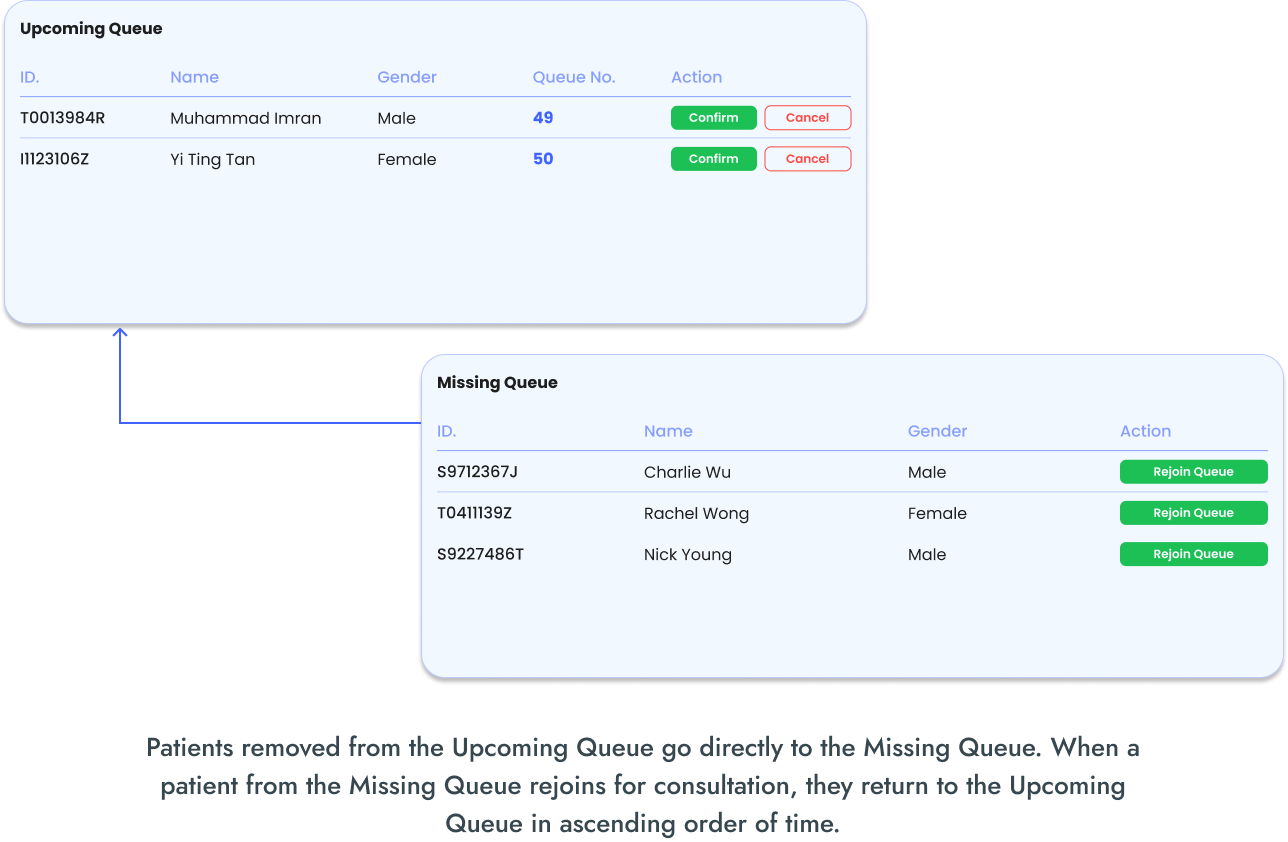 Upcoming Queue
ID. Name Gender Queue No. Action
T0013984R Muhammad Imran Male 49 Confirm Cancel
I1123106Z Yi Ting Tan Female 50 Confirm Cancel
Missing Queue
ID. Name Gender Action
S9712367J Charlie Wu Male Rejoin Queue
T0411139Z Rachel Wong Female Rejoin Queue
S9227486T Nick Young Male Rejoin Queue
Patients removed from the Upcoming Queue go directly to the Missing Queue. When a
patient from the Missing Queue rejoins for consultation, they return to the Upcoming
Queue in ascending order of time.